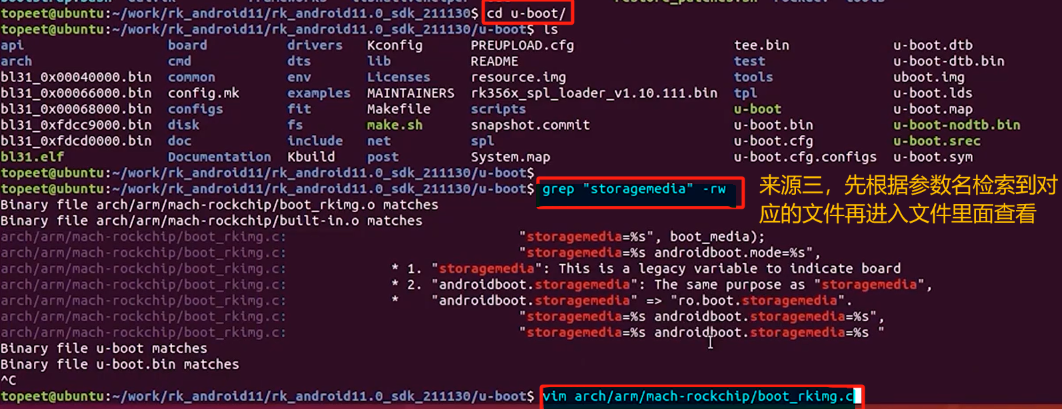 topeet@ubuntu:~/work/rk_android11/rk_android11.0_sdk_211130$ cd u-boot/
topeet@ubuntu:~/work/rk_android11/rk_android11.0_sdk_211130/u-boot$ ls
api board drivers Kconfig PREUPLOAD.cfg tee.bin u-boot.dtb
arch cmd dts lib README test u-boot-dtb.bin
bl31_0x00040000.bin common env Licenses resource.img tools uboot.img
bl31_0x00066000.bin config.mk examples MAINTAINERS rk356x_spl_loader_v1.10.111.bin tpl u-boot.lds
bl31_0x00068000.bin configs fit Makefile scripts u-boot u-boot.map
bl31_0xfdcc9000.bin disk fs make.sh snapshot.commit u-boot.bin u-boot-nodtb.bin
bl31_0xfdcd0000.bin doc include net spl u-boot.cfg u-boot.srec
bl31.elf Documentation Kbuild post System.map u-boot.cfg.configs u-boot.sym
topeet@ubuntu:~/work/rk_android11/rk_android11.0_sdk_211130/u-boot$
topeet@ubuntu:~/work/rk_android11/rk_android11.0_sdk_211130/u-boot$ grep "storagemedia" -rw
来源三，先根据参数名检索到对
应的文件再进入文件里面查看
Binary file arch/arm/mach-rockchip/boot_rkimg.o matches
Binary file arch/arm/mach-rockchip/built-in.o matches
arch/arm/mach-rockchip/boot_rkimg.c: "storagemedia=%s", boot_media);
arch/arm/mach-rockchip/boot_rkimg.c: "storagemedia=%s androidboot.mode=%s",
arch/arm/mach-rockchip/boot_rkimg.c: * 1. "storagemedia": This is a legacy variable to indicate board
arch/arm/mach-rockchip/boot_rkimg.c: * 2. "androidboot.storagemedia": The same purpose as "storagemedia",
arch/arm/mach-rockchip/boot_rkimg.c: * "androidboot.storagemedia" => "ro.boot.storagemedia".
arch/arm/mach-rockchip/boot_rkimg.c: "storagemedia=%s androidboot.storagemedia=%s",
arch/arm/mach-rockchip/boot_rkimg.c: "storagemedia=%s androidboot.storagemedia=%s "
Binary file u-boot matches
Binary file u-boot.bin matches
^C
topeet@ubuntu:~/work/rk_android11/rk_android11.0_sdk_211130/u-boot$ vim arch/arm/mach-rockchip/boot_rkimg.c